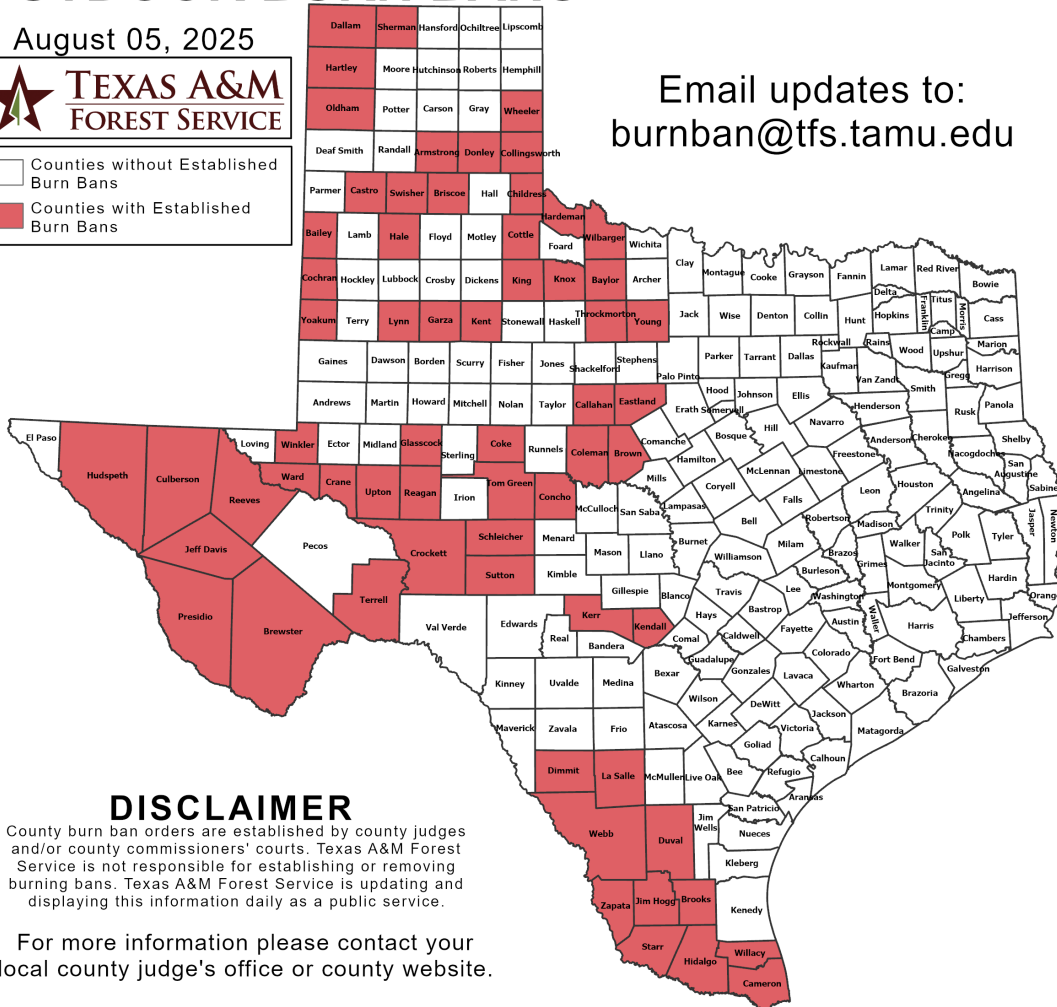 August 05, 2025
TEXAS A&M
FOREST SERVICE
Counties without Established
Burn Bans
Counties with Established
Burn Bans
Email updates to:
burnban@tfs.tamu.edu
Dallam Sherman Hansford Ochiltree Lipscomb
Hartley Moore Hutchinson Roberts Hemphill
Oldham Potter Carson Gray Wheeler
Deaf Smith Randall Armstrong Donley Collingsworth
Parmer Castro Swisher Briscoe Hall Childress
Hardeman
Bailey Lamb Hale Floyd Motley Cottle Foard Wilbarger Wichita
Cochran Hockley Lubbock Crosby Dickens King Knox Baylor Archer
Clay Montague Cooke Grayson Fannin Lamar Red River Bowie
Delta Titus Franklin Morris
Yoakum Terry Lynn Garza Kent Stonewall Haskell Throckmorton Young
Jack Wise Denton Collin Hunt Hopkins Camp Cass
Rockwall Rains Wood Upshur Marion
Gaines Dawson Borden Scurry Fisher Jones Shackelford Stephens Palo Pinto
Parker Tarrant Dallas Kaufman Van Zandt Smith Gregg Harrison
Andrews Martin Howard Mitchell Nolan Taylor Callahan Eastland
Erath Hood Somervell Johnson Ellis Henderson Rusk Panola
El Paso Hudspeth Culberson Reeves
Loving Winkler Ector Midland Glasscock Sterling Coke Runnels Coleman Brown
Comanche Bosque Hill Navarro Anderson Cherokee Nacogdoches Shelby
Hamilton McLennan Limestone Freestone
San
Augustine
Sabine
Ward Crane Upton Reagan Irion Tom Green Concho
McCulloch San Saba Mills Lampasas Coryell Falls Leon Houston Angelina
Trinity
Jeff Davis Pecos Crockett Schleicher Menard
Mason Llano Burnet Bell Milam Robertson Madison Walker Polk Tyler Jasper Newton
San
Jacinto
Presidio Brewster Terrell Sutton Kimble
Gillespie Blanco Williamson Brazos Burleson Grimes Montgomery Liberty Hardin
Travis Lee Washington
Val Verde Edwards Real Kerr Kendall Bandera
Hays Bastrop Fayette Austin Waller Harris Chambers Jefferson
Comal Caldwell Colorado
Kinney Uvalde Medina Bexar Guadalupe Gonzales Lavaca Wharton Fort Bend Brazoria Galveston
Wilson DeWitt Jackson Matagorda
Maverick Zavala Frio Atascosa Karnes Victoria Calhoun
Goliad
Dimmit La Salle McMullen Live Oak Bee Refugio Aransas
San Patricio
Webb Duval
Jim
Wells
Nueces
Kleberg
Zapata Jim Hogg Brooks Kenedy
Starr Hidalgo Willacy
Cameron
DISCLAIMER
County burn ban orders are established by county judges
and/or county commissioners' courts. Texas A&M Forest
Service is not responsible for establishing or removing
burning bans. Texas A&M Forest Service is updating and
displaying this information daily as a public service.
For more information please contact your
local county judge's office or county website.